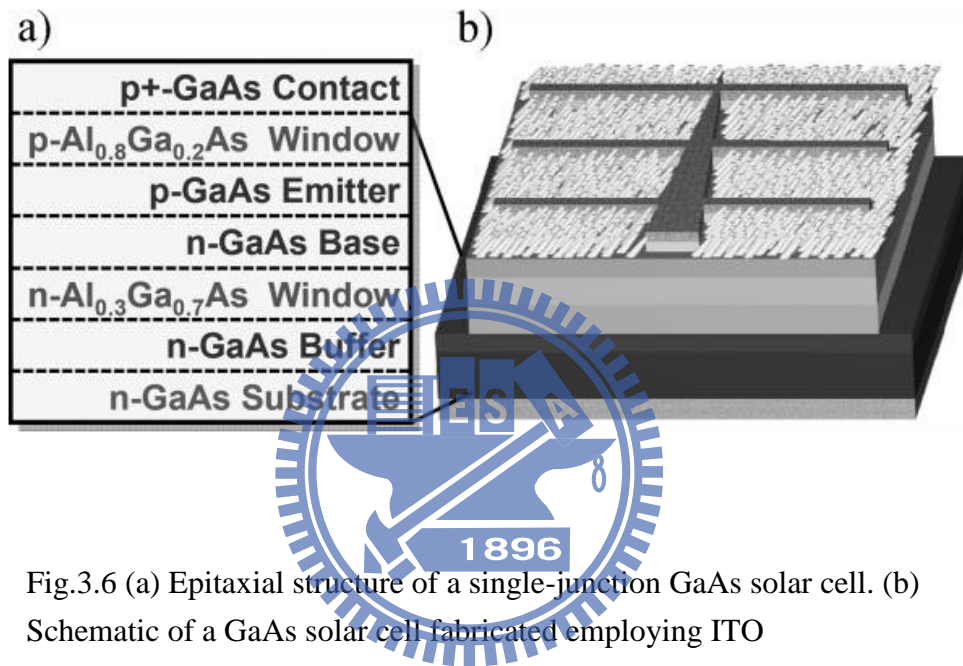 a)
b)
p+-GaAs Contact
p-Al0.8Ga0.2As Window
p-GaAs Emitter
n-GaAs Base
n-Al0.3Ga0.7As Window
n-GaAs Buffer
n-GaAs Substrate
E S A
8
1896
Fig.3.6 (a) Epitaxial structure of a single-junction GaAs solar cell. (b)
Schematic of a GaAs solar cell fabricated employing ITO